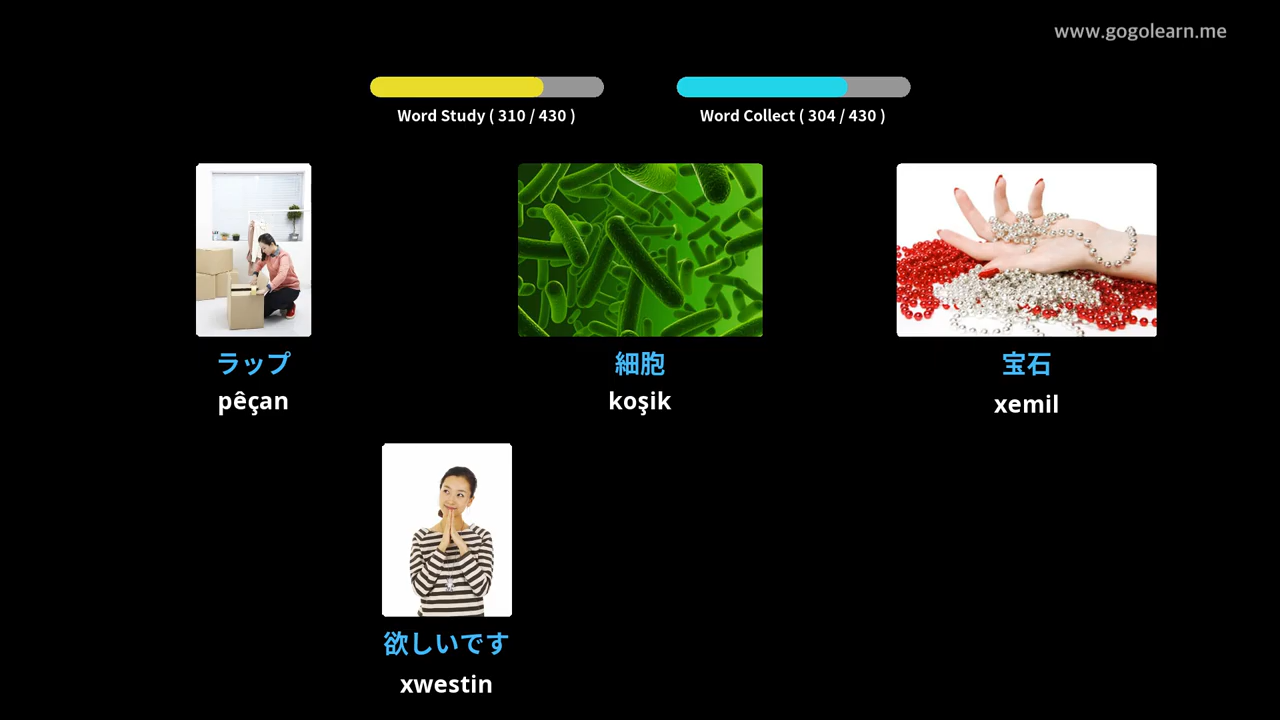 www.gogolearn.me
Word Study ( 310 / 430 )
Word Collect ( 304 / 430 )
ラップ
細胞
宝石
pêçan
koşik
xemil
欲しいです
xwestin